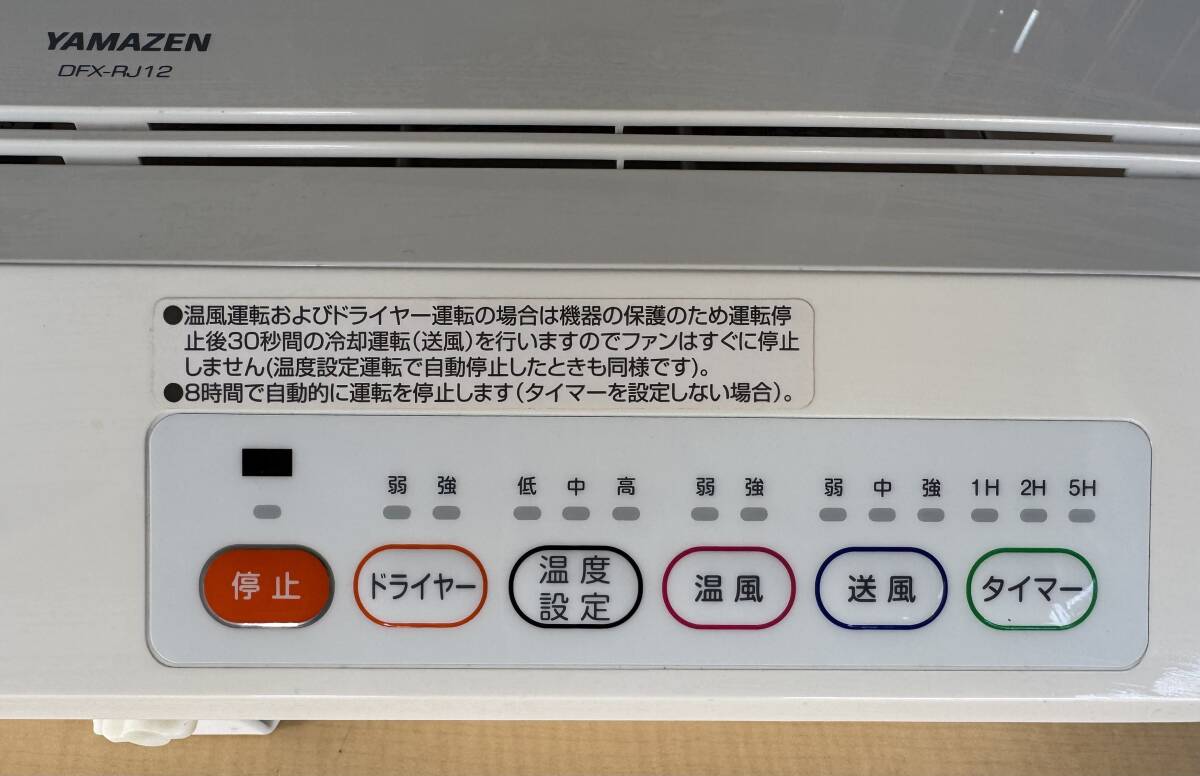 YAMAZEN
DFX-RJ12
●温風運転およびドライヤー運転の場合は機器の保護のため運転停
止後30秒間の冷却運転(送風)を行いますのでファンはすぐに停止
しません(温度設定運転で自動停止したときも同様です)。
●8時間で自動的に運転を停止します(タイマーを設定しない場合)。
弱 強 低 中 高 弱 強 弱 中 強 1H 2H 5H
停止 ドライヤー 温度 温風 送風 タイマー
設定